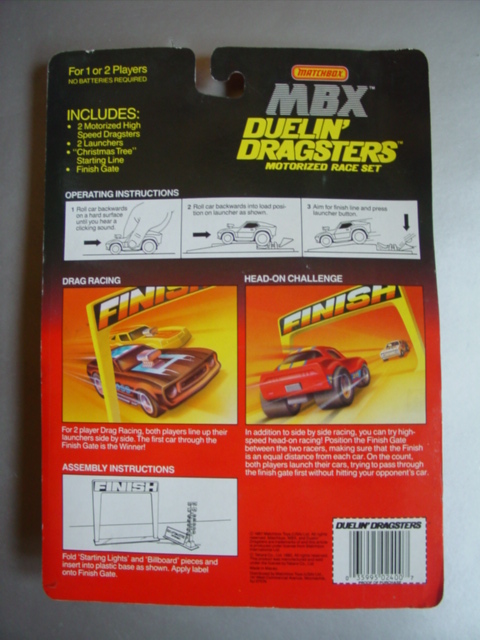 For 1 or 2 Players
NO BATTERIES REQUIRED
MATCHBOX
MBX™
DUELIN'
DRAGSTERS™
MOTORIZED RACE SET
INCLUDES:
• 2 Motorized High
Speed Dragsters
• 2 Launchers
• "Christmas Tree"
Starting Line
• Finish Gate
OPERATING INSTRUCTIONS
1 Roll car backwards
on a hard surface
until you hear a
clicking sound.
2 Roll car backwards into load posi-
tion on launcher as shown.
3 Aim for finish line and press
launcher button.
DRAG RACING
FINISH
For 2 player Drag Racing, both players line up their
launchers side by side. The first car through the
Finish Gate is the Winner!
HEAD-ON CHALLENGE
FINISH
In addition to side by side racing, you can try high-
speed head-on racing! Position the Finish Gate
between the two racers, making sure that the Finish
is an equal distance from each car. On the count,
both players launch their cars, trying to pass through
the finish gate first without hitting your opponent's car.
ASSEMBLY INSTRUCTIONS
FINISH
Fold 'Starting Lights' and 'Billboard' pieces and
insert into plastic base as shown. Apply label
onto Finish Gate.
DUELIN' DRAGSTERS